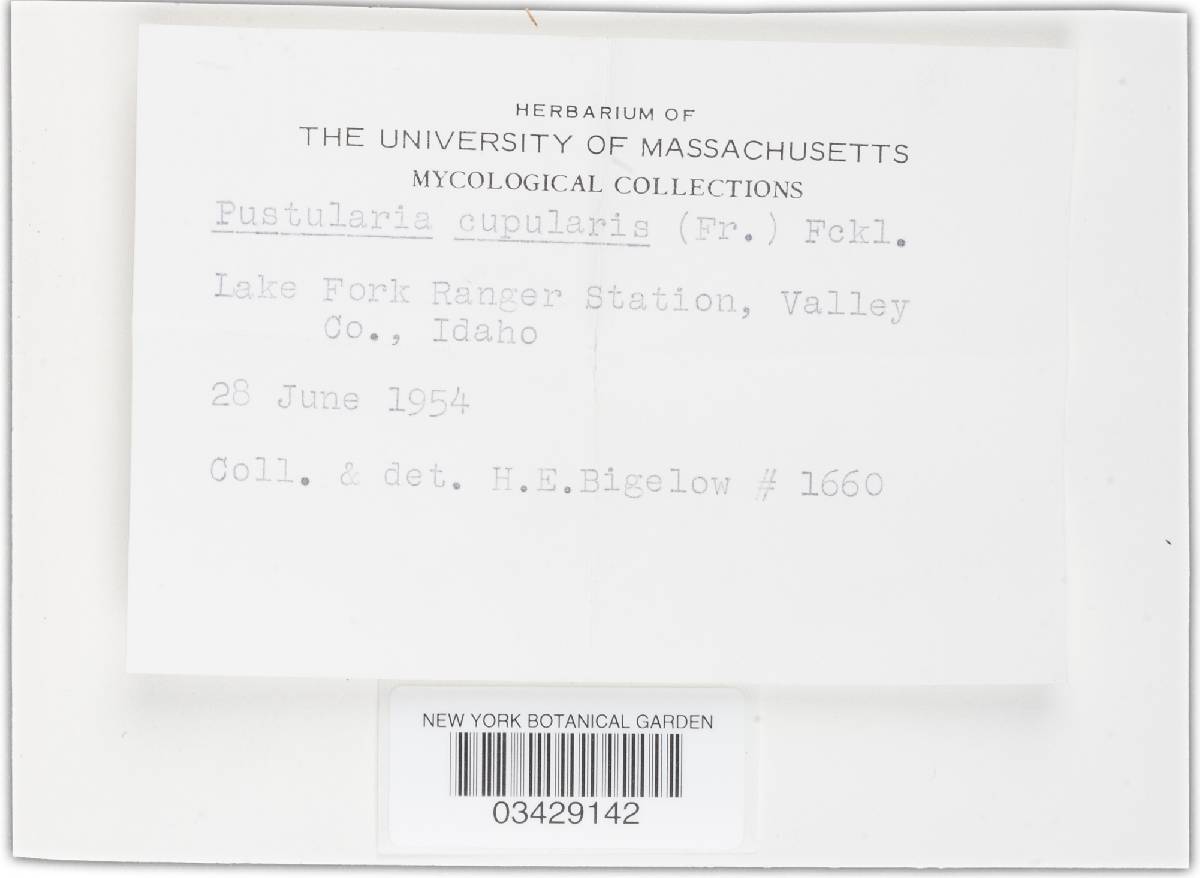 HERBARIUM OF
THE UNIVERSITY OF MASSACHUSETTS
MYCOLOGICAL COLLECTIONS
Pustularia cupularis (Fr.) Fckl.
Lake Fork Ranger Station, Valley
Co., Idaho
28 June 1954
Coll. & det. H.E.Bigelow # 1660
NEW YORK BOTANICAL GARDEN
03429142